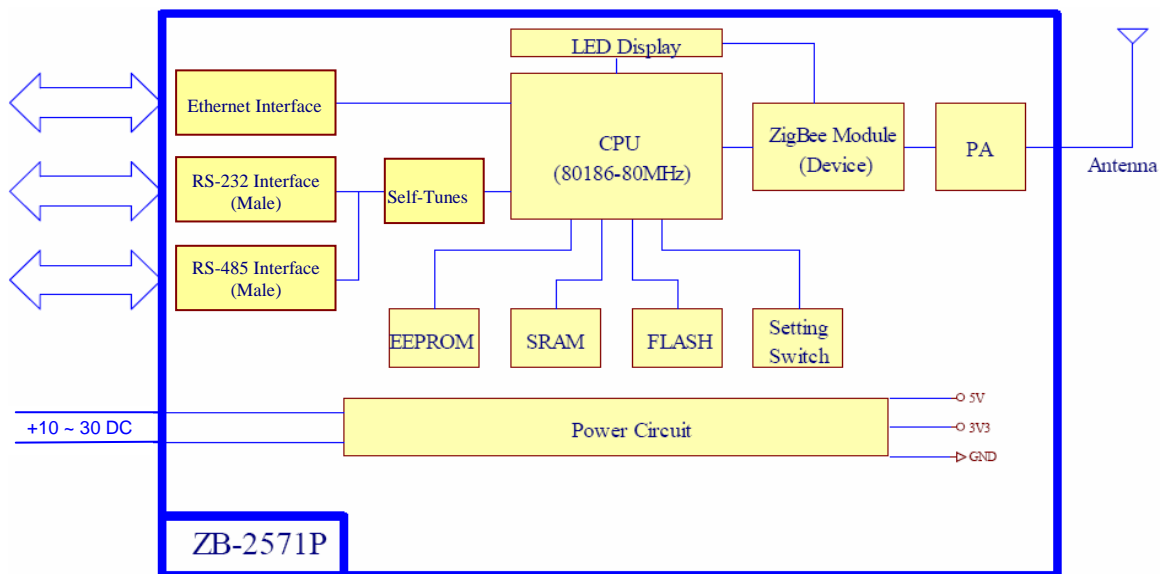 LED Display
Ethernet Interface
CPU
(80186-80MHz)
ZigBee Module
(Device)
PA
Antenna
RS-232 Interface
(Male)
Self-Tunes
RS-485 Interface
(Male)
EEPROM
SRAM
FLASH
Setting
Switch
+10 ~ 30 DC
Power Circuit
5V
3V3
GND
ZB-2571P